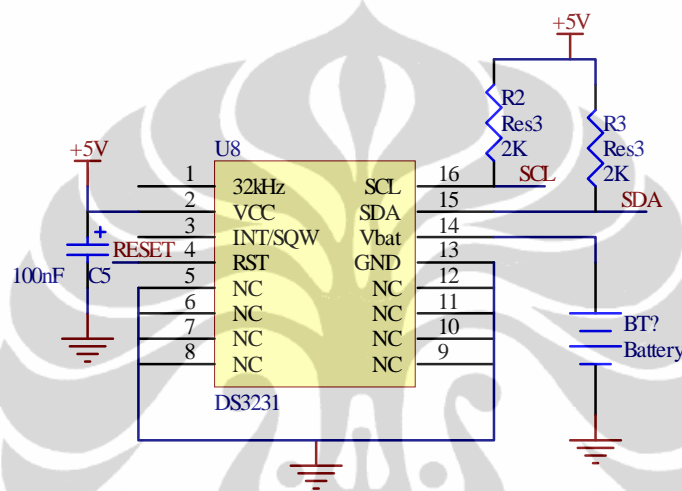 +5V
R2
Res3
2K
R3
Res3
2K
SCL
SDA
U8
+5V
1 32kHz SCL 16
2 VCC SDA 15
3 INT/SQW Vbat 14
4 RST GND 13
5 NC NC 12
6 NC NC 11
7 NC NC 10
8 NC NC 9
+
RESET
100nF C5
BT?
Battery
DS3231